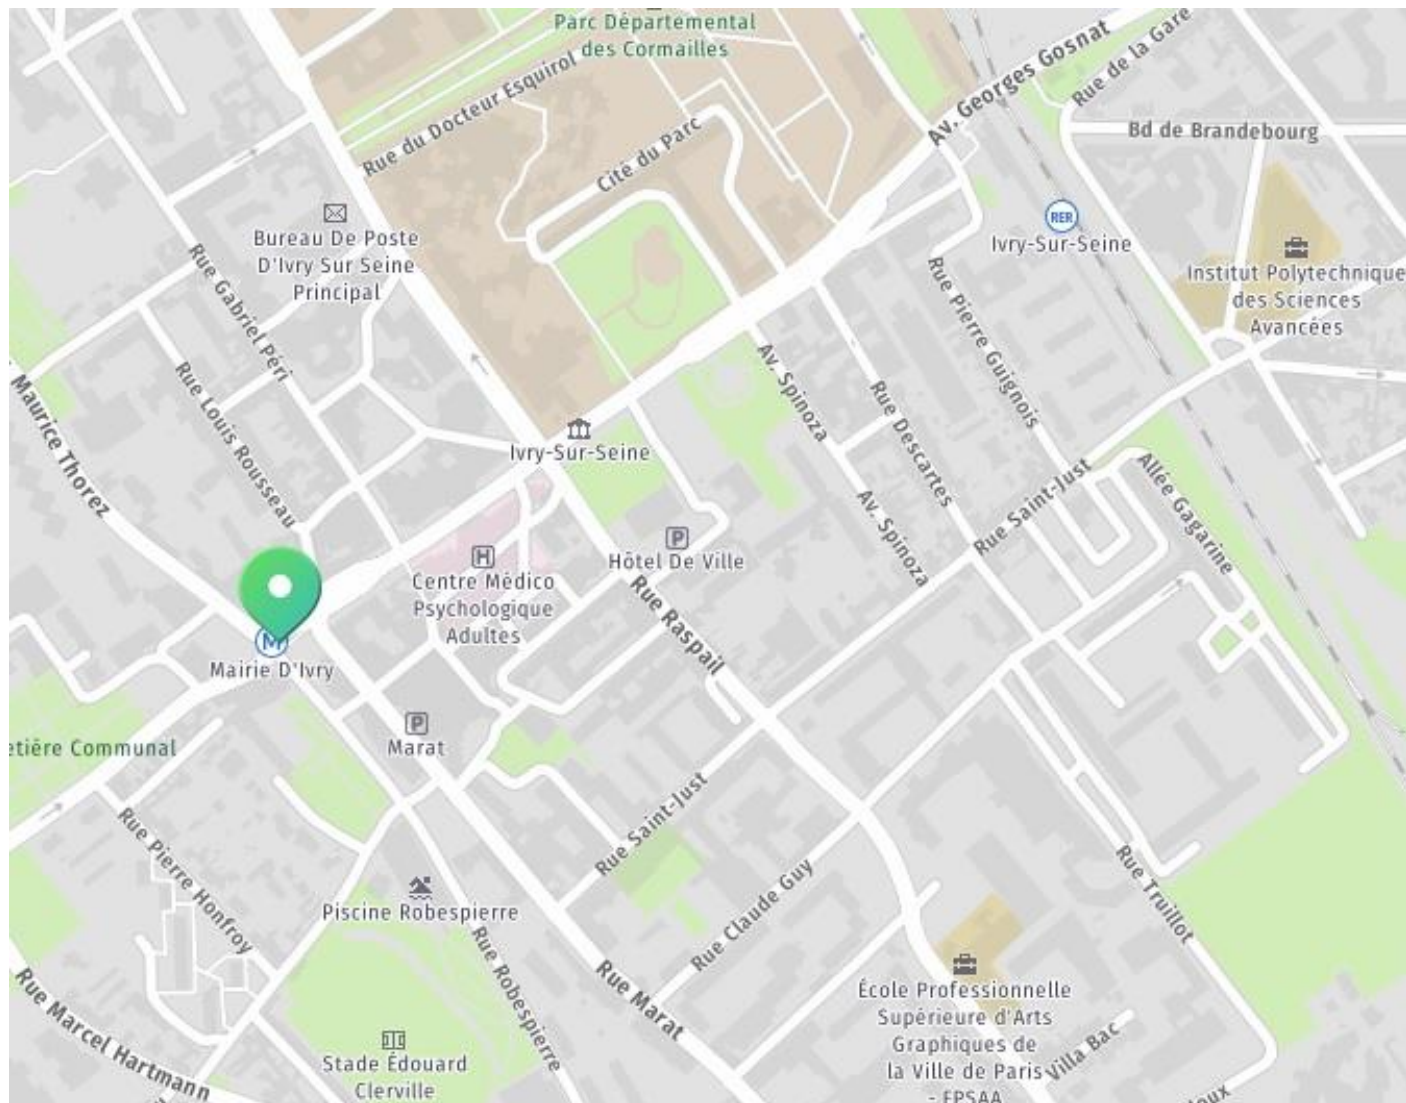 Parc Départemental
des Cormailles
Rue du Docteur Esquirol
Cité du Parc
Av. Georges Gosnat
Rue de la Gare
Bd de Brandebourg
Bureau De Poste
D'Ivry Sur Seine
Principal
RER
Ivry-Sur-Seine
Institut Polytechnique
des Sciences
Avancées
Rue Gabriel Péri
Rue Pierre Guignois
Rue Louis Rousseau
Maurice Thorez
Av. Spinoza
Rue Descartes
Ivry-Sur-Seine
Rue Saint-Just
Allée Gagarine
Av. Spinoza
H
Centre Médico
Psychologique
Adultes
P
Hôtel De Ville
Rue Raspail
M
Mairie D'Ivry
P
Marat
etière Communal
Rue Pierre Honfroy
Rue Saint-Just
Rue Claude Guy
Rue Truillot
Piscine Robespierre
Rue Robespierre
Rue Marat
Rue Marcel Hartmann
Stade Édouard
Clerville
École Professionnelle
Supérieure d'Arts
Graphiques de
la Ville de Paris
- EPSAA
Villa Bac